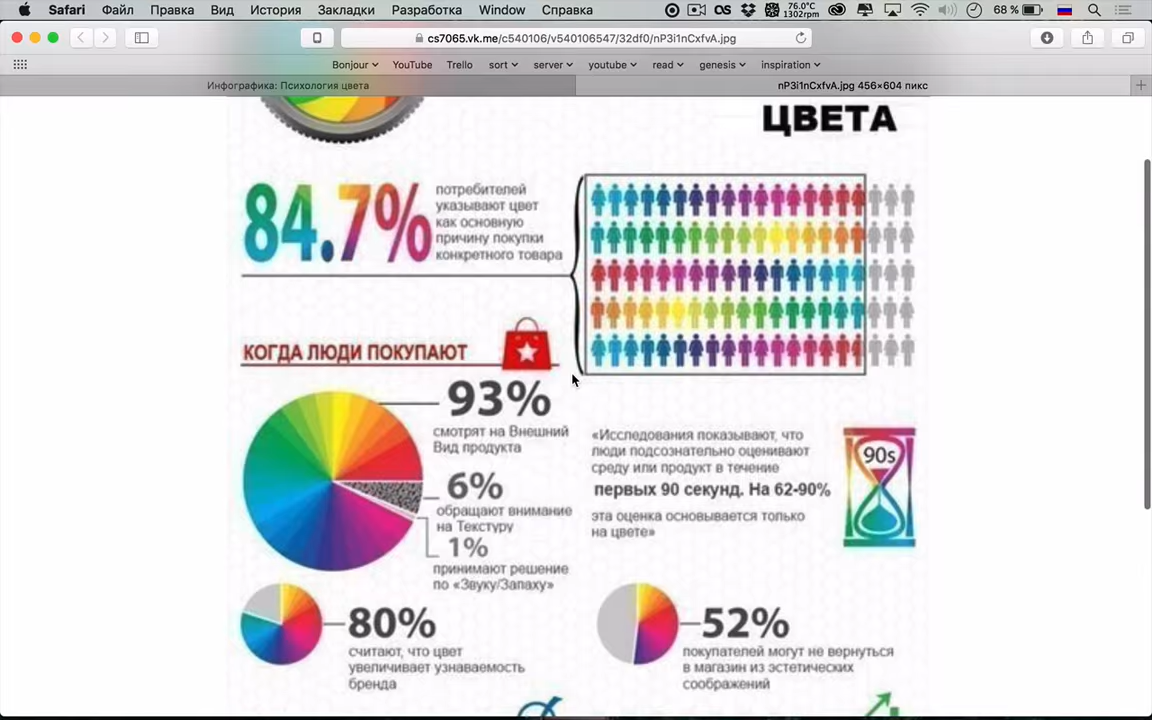 Safari Файл Правка Вид История Закладки Разработка Window Справка 76.0°C 1302rpm 68 %
cs7065.vk.me/c540106/v540106547/32df0/nP3i1nCxfvA.jpg
Bonjour YouTube Trello sort server youtube read genesis inspiration
Инфографика: Психология цвета nP3i1nCxfvA.jpg 456×604 пикс
ЦВЕТА
84.7%
потребителей
указывают цвет
как основную
причину покупки
конкретного товара
КОГДА ЛЮДИ ПОКУПАЮТ
93%
смотрят на Внешний
Вид продукта
6%
обращают внимание
на Текстуру
1%
принимают решение
по «Звуку/Запаху»
«Исследования показывают, что
люди подсознательно оценивают
среду или продукт в течение
первых 90 секунд. На 62-90%
эта оценка основывается только
на цвете»
90s
80%
считают, что цвет
увеличивает узнаваемость
бренда
52%
покупателей могут не вернуться
в магазин из эстетических
соображений